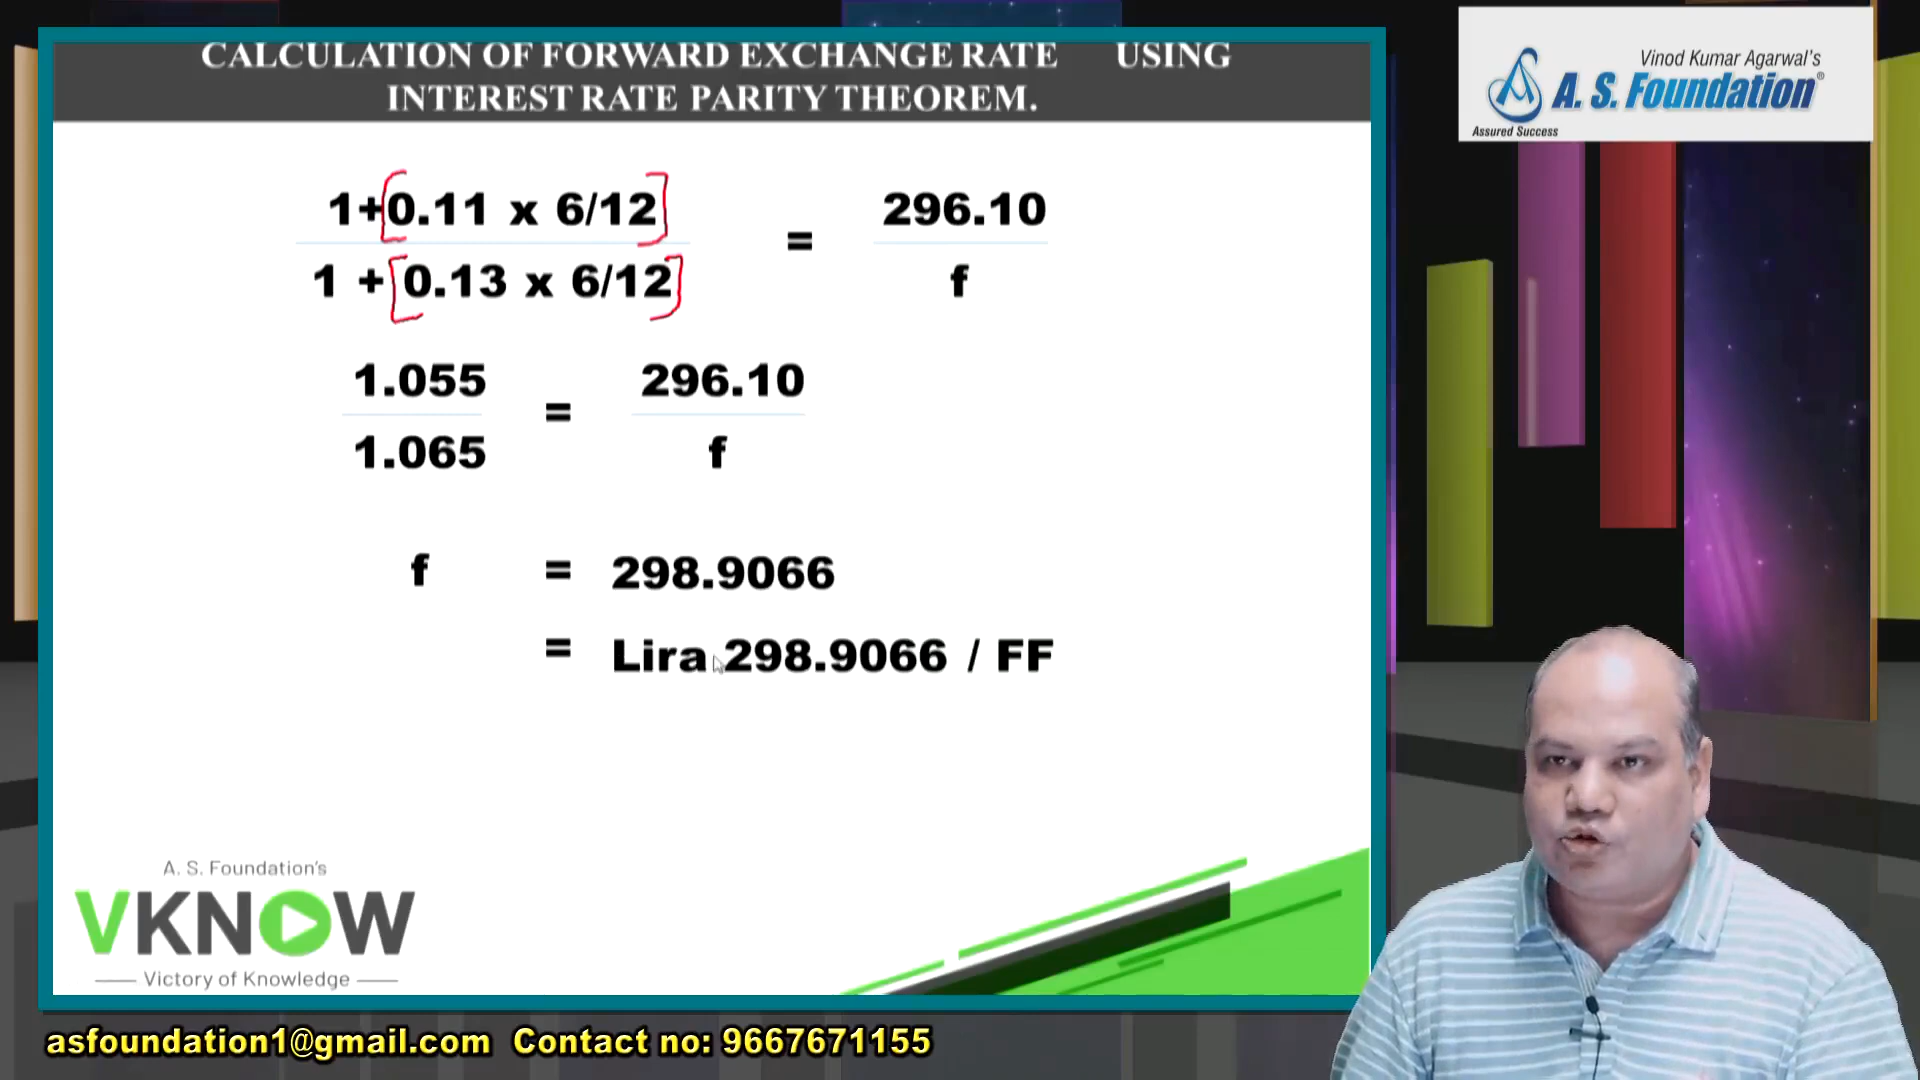 CALCULATION OF FORWARD EXCHANGE RATE USING
INTEREST RATE PARITY THEOREM.
1+[0.11 x 6/12]
1 + [0.13 x 6/12]
=
296.10
f
1.055
1.065
=
296.10
f
f = 298.9066
= Lira 298.9066 / FF
A. S. Foundation's
VKNOW
Victory of Knowledge
Vinod Kumar Agarwal's
A. S. Foundation®
Assured Success
asfoundation1@gmail.com Contact no: 9667671155